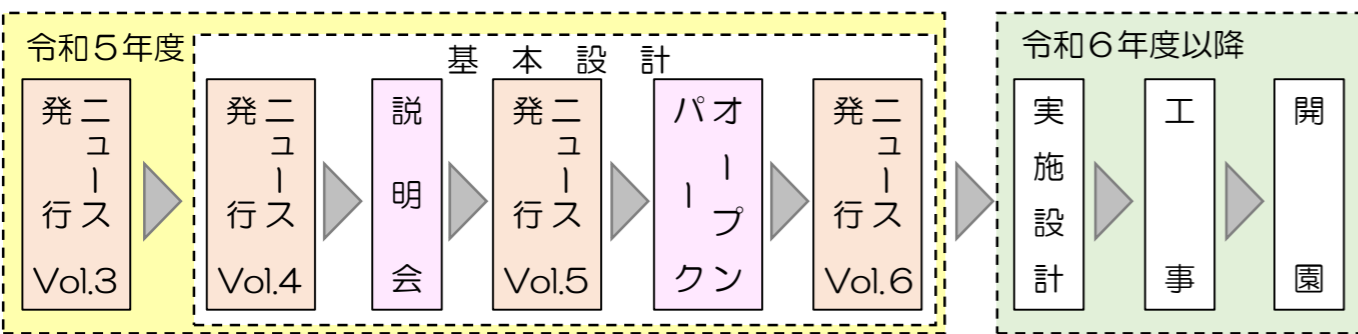 令和5年度
基本設計
ニュース
発行
Vol.3
ニュース
発行
Vol.4
説明会
ニュース
発行
Vol.5
オープン
パーク
ニュース
発行
Vol.6
令和6年度以降
実施設計
工事
開園